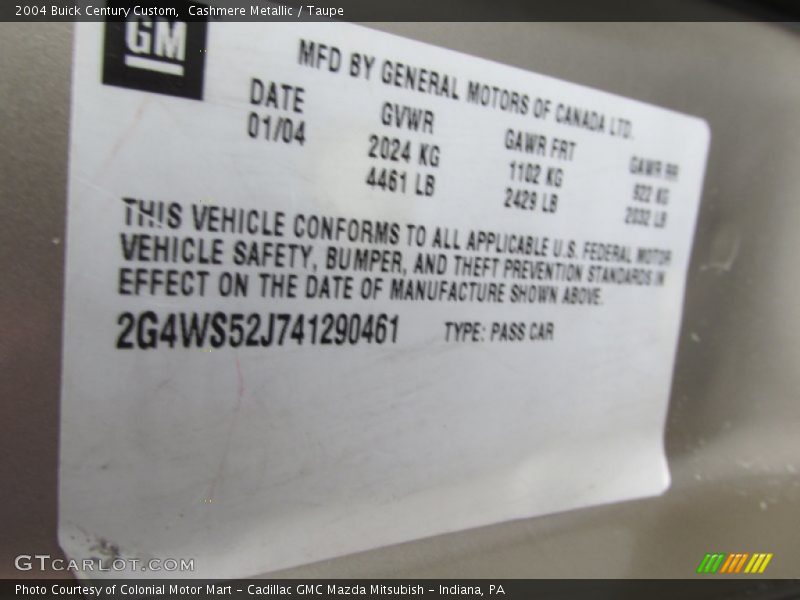 2004 Buick Century Custom, Cashmere Metallic / Taupe
GM
MFD BY GENERAL MOTORS OF CANADA LTD.
DATE GVWR GAWR FRT GAWR RR
01/04 2024 KG 1102 KG 922 KG
4461 LB 2429 LB 2032 LB
THIS VEHICLE CONFORMS TO ALL APPLICABLE U.S. FEDERAL MOTOR
VEHICLE SAFETY, BUMPER, AND THEFT PREVENTION STANDARDS IN
EFFECT ON THE DATE OF MANUFACTURE SHOWN ABOVE.
2G4WS52J741290461 TYPE: PASS CAR
GTCARLOT.COM
Photo Courtesy of Colonial Motor Mart - Cadillac GMC Mazda Mitsubish - Indiana, PA